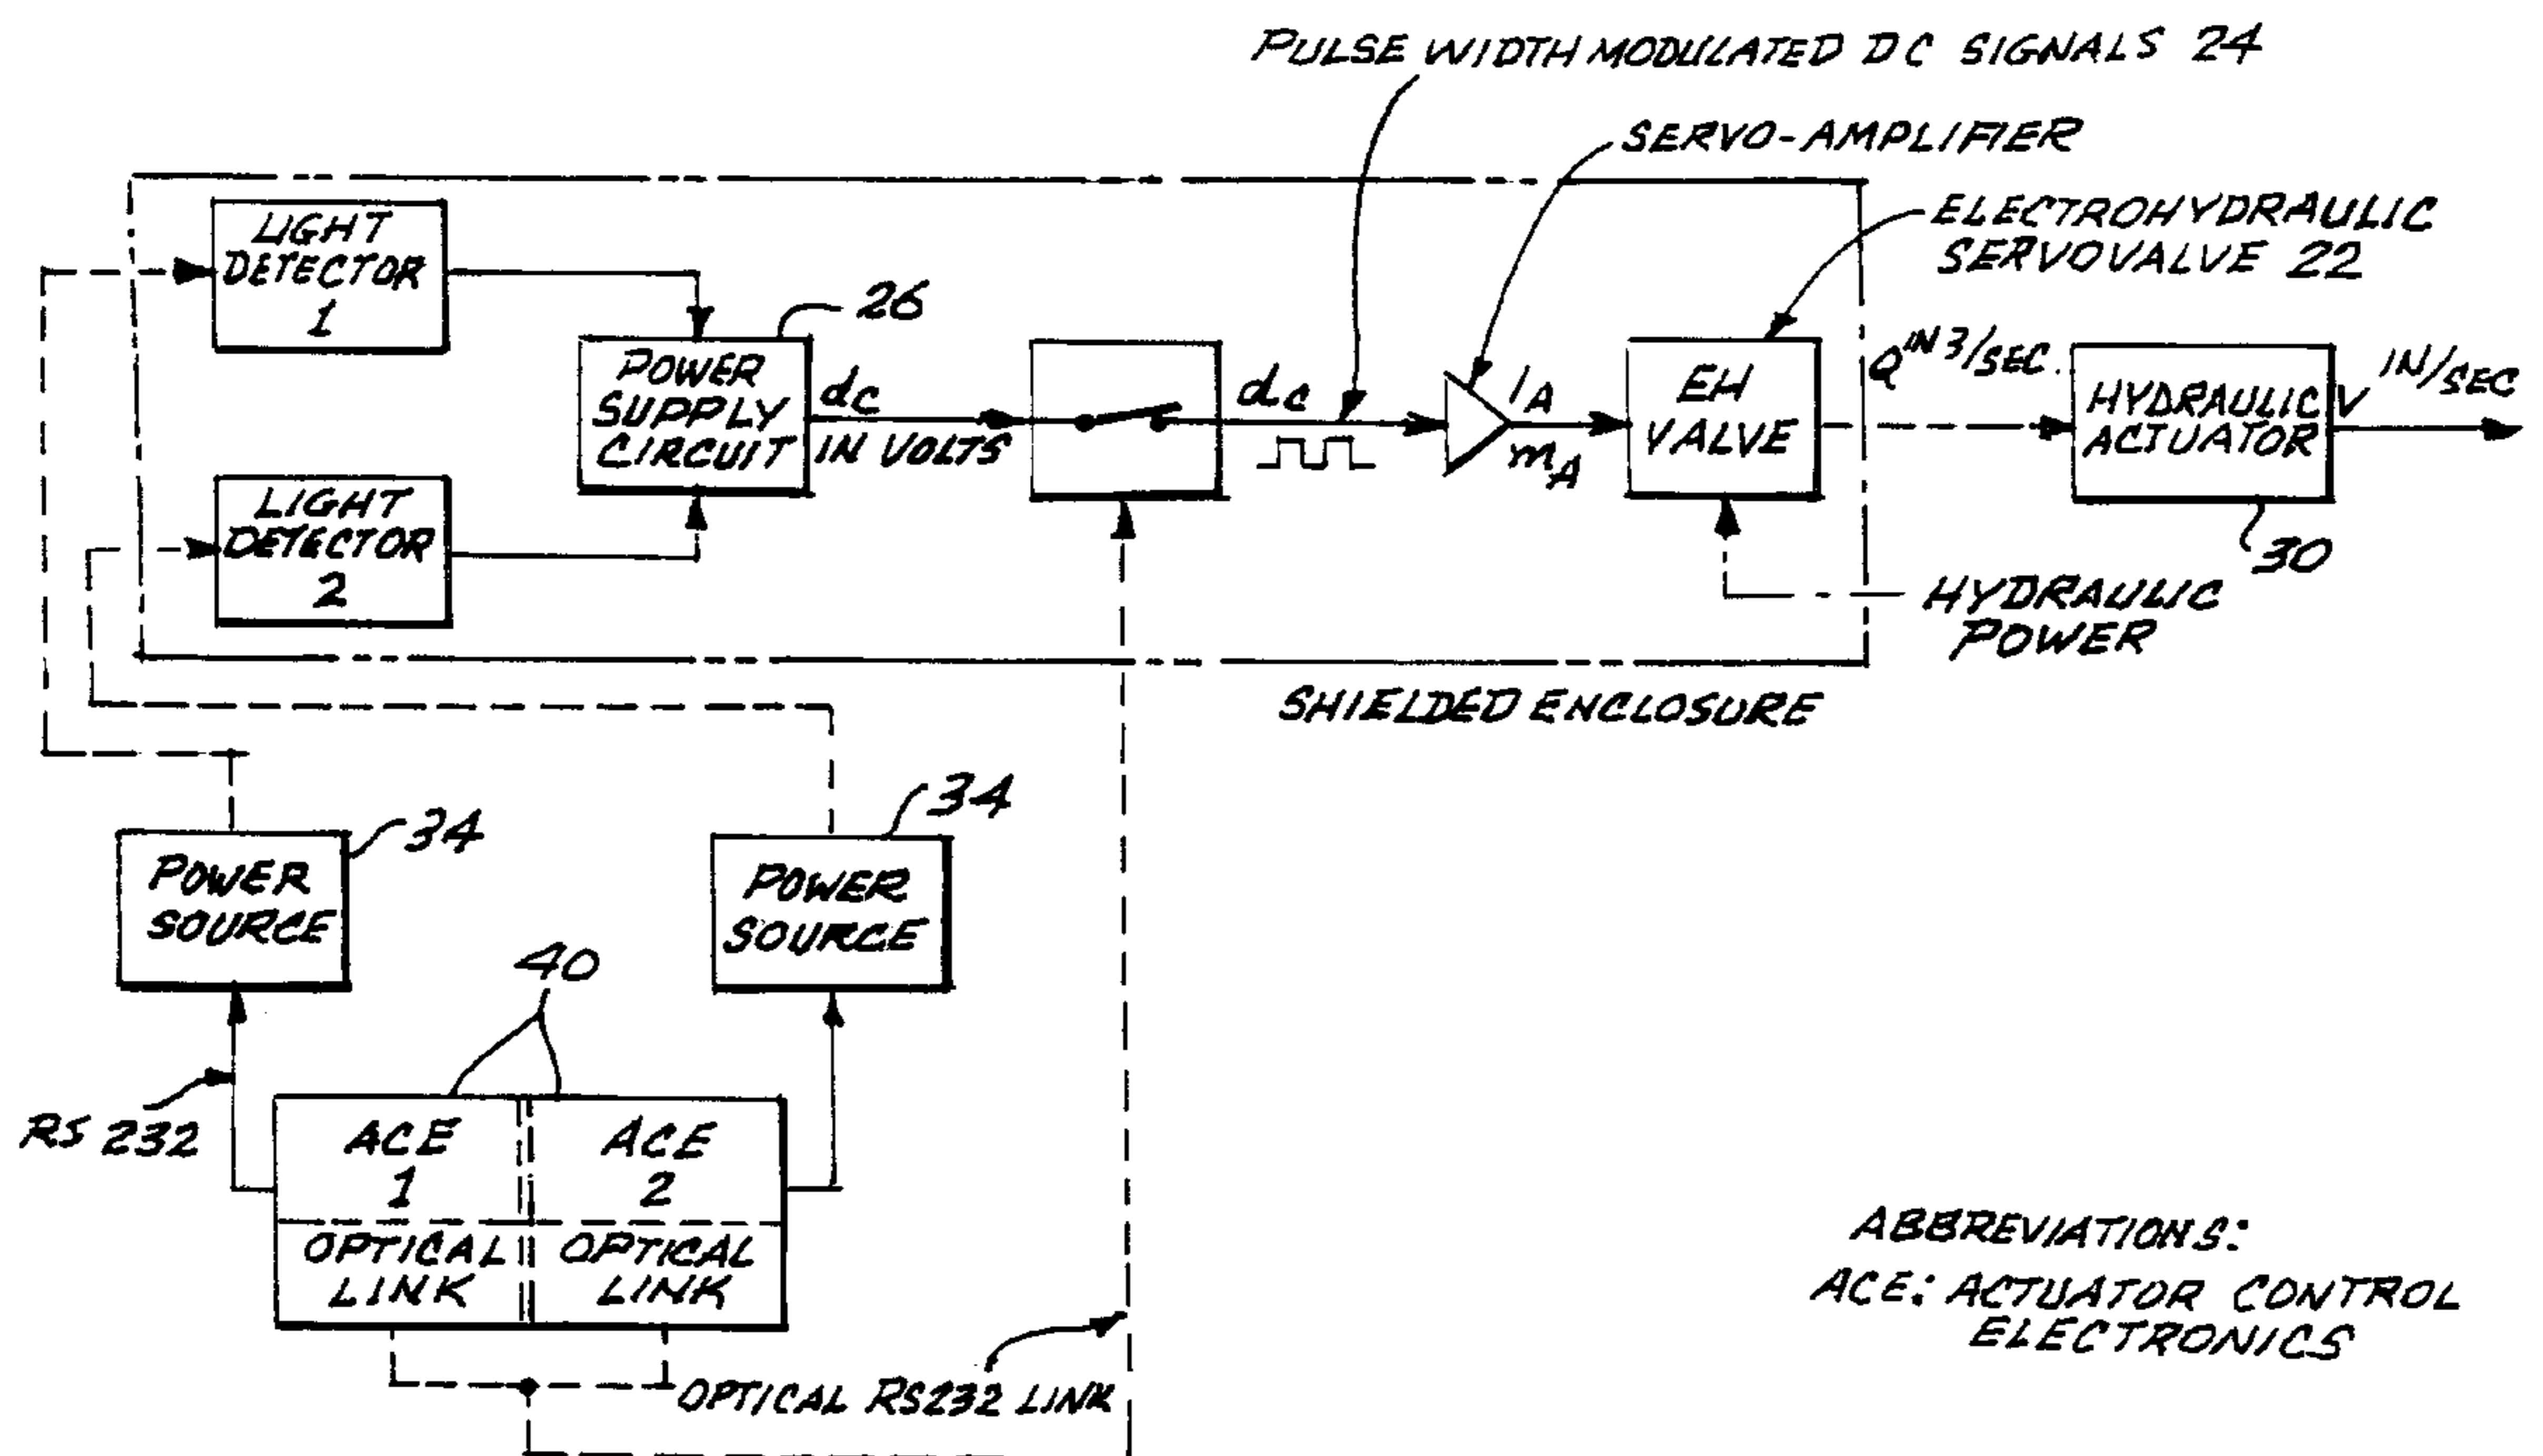 PULSE WIDTH MODULATED DC SIGNALS 24
SERVO-AMPLIFIER
ELECTROHYDRAULIC
SERVOVALVE 22
LIGHT
DETECTOR
1
26
POWER
SUPPLY
CIRCUIT
dc
IN VOLTS
dc
IA
mA
EH
VALVE
Q IN3/SEC.
HYDRAULIC
ACTUATOR
V IN/SEC
30
LIGHT
DETECTOR
2
HYDRAULIC
POWER
SHIELDED ENCLOSURE
34
POWER
SOURCE
34
POWER
SOURCE
40
RS 232
ACE
1
OPTICAL
LINK
ACE
2
OPTICAL
LINK
OPTICAL RS232 LINK
ABBREVIATIONS:
ACE: ACTUATOR CONTROL
ELECTRONICS